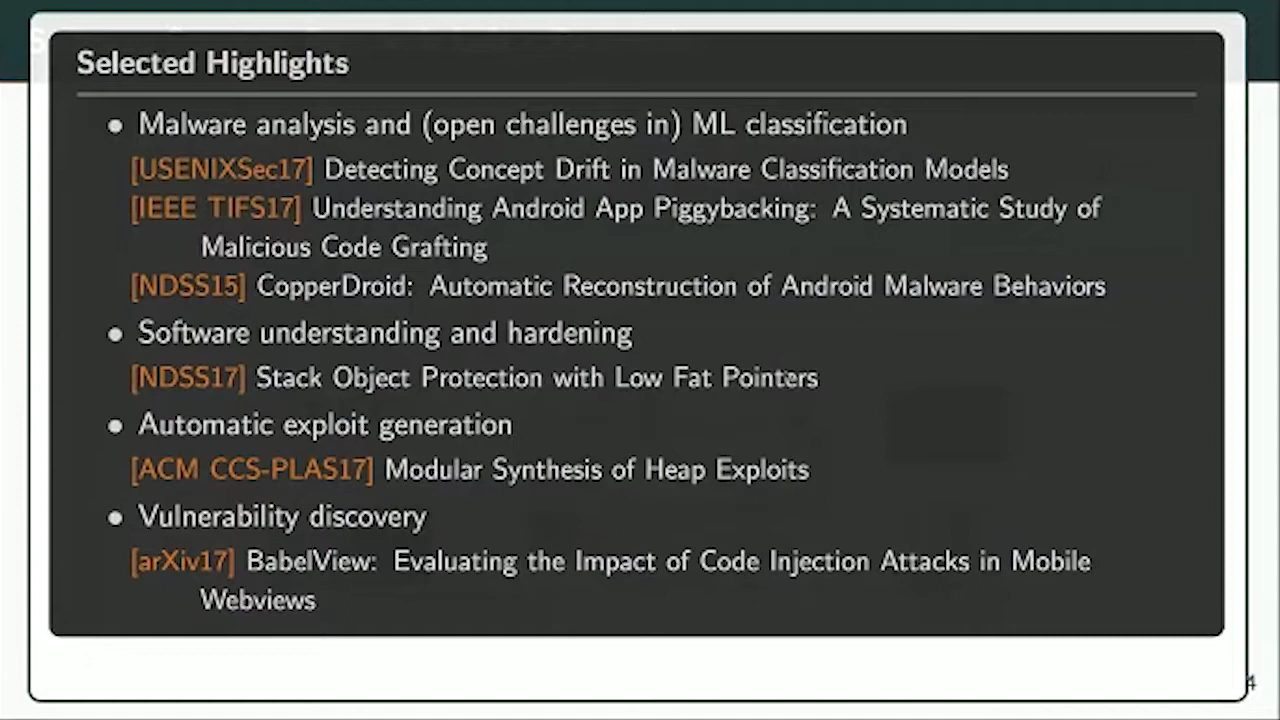 Selected Highlights
● Malware analysis and (open challenges in) ML classification
[USENIXSec17] Detecting Concept Drift in Malware Classification Models
[IEEE TIFS17] Understanding Android App Piggybacking: A Systematic Study of
Malicious Code Grafting
[NDSS15] CopperDroid: Automatic Reconstruction of Android Malware Behaviors
● Software understanding and hardening
[NDSS17] Stack Object Protection with Low Fat Pointers
● Automatic exploit generation
[ACM CCS-PLAS17] Modular Synthesis of Heap Exploits
● Vulnerability discovery
[arXiv17] BabelView: Evaluating the Impact of Code Injection Attacks in Mobile
Webviews
4